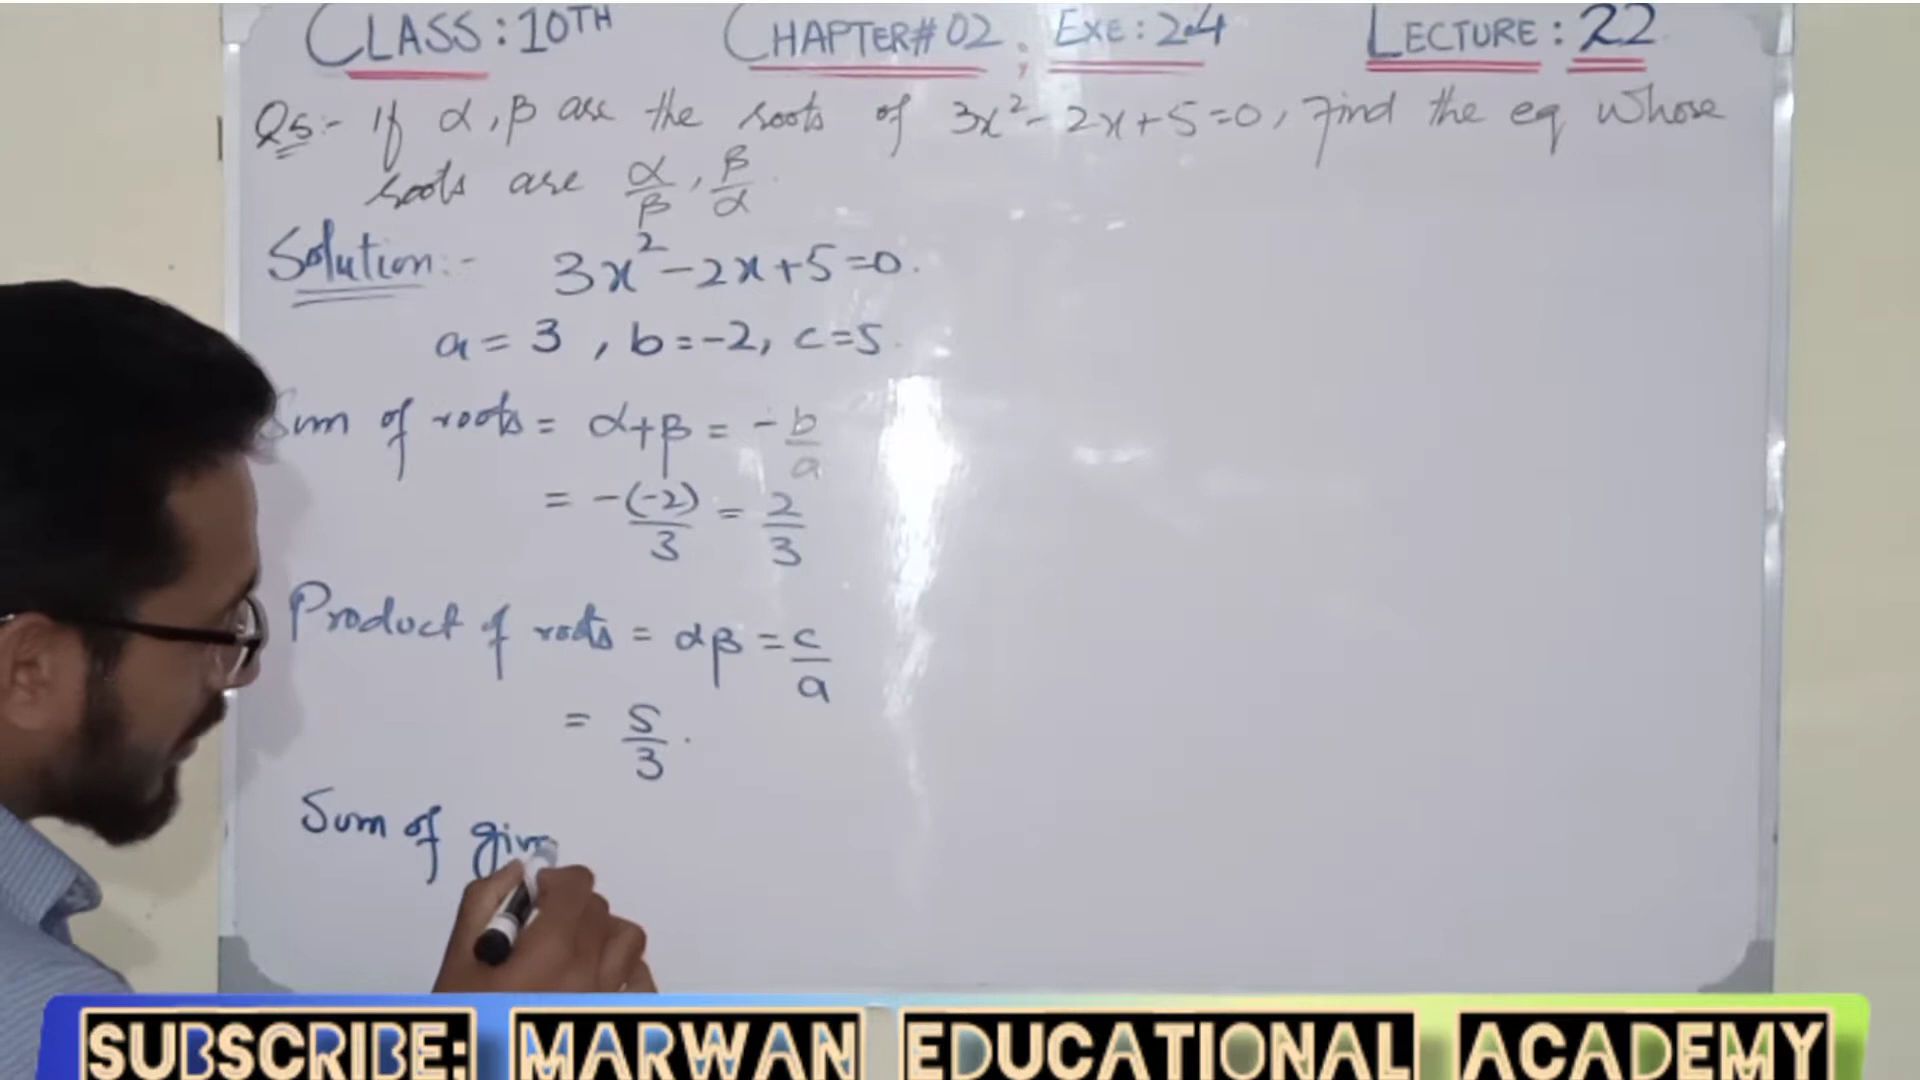 CLASS: 10TH CHAPTER# 02 ; EXE: 2.4 LECTURE: 22
Q5:- If α, β are the roots of 3x² - 2x + 5 = 0, Find the eq whose
roots are α/β, β/α.
Solution:- 3x² - 2x + 5 = 0.
a = 3, b = -2, c = 5.
Sum of roots = α + β = -b/a
= -(-2)/3 = 2/3
Product of roots = αβ = c/a
= 5/3.
Sum of giv
SUBSCRIBE: MARWAN EDUCATIONAL ACADEMY